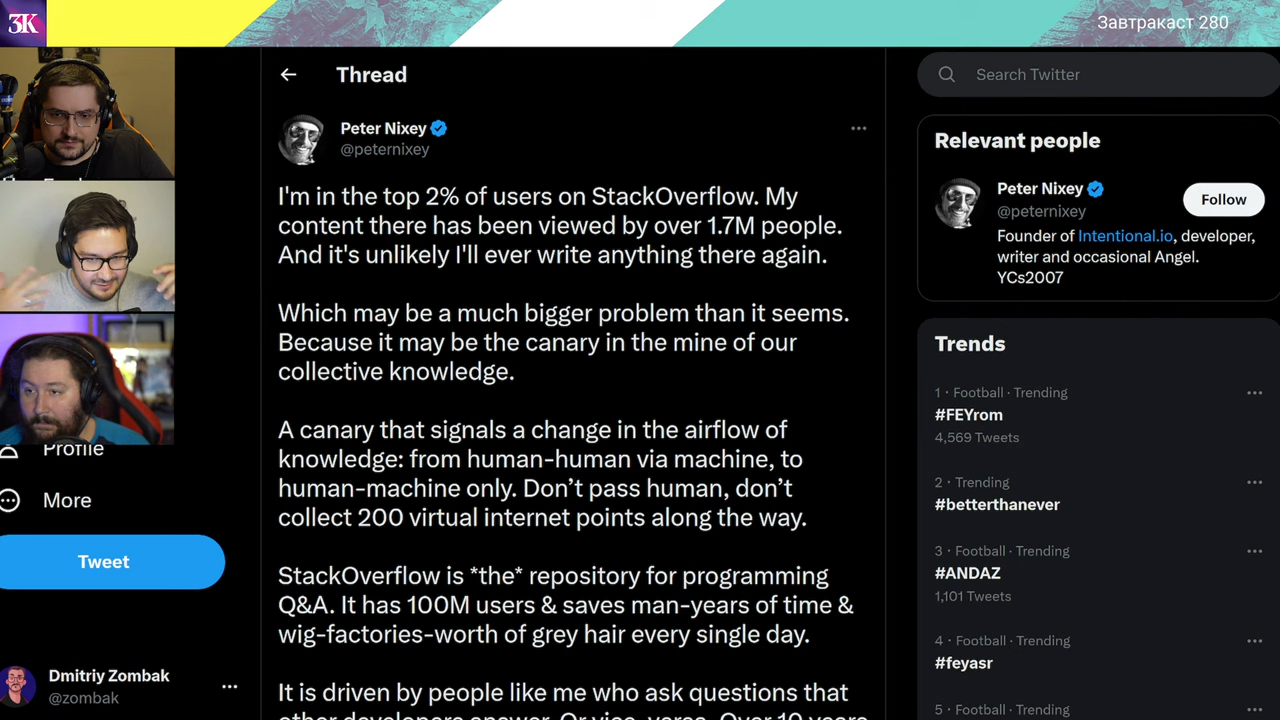 3K
Завтракаст 280
Thread
Peter Nixey
@peternixey
I'm in the top 2% of users on StackOverflow. My
content there has been viewed by over 1.7M people.
And it's unlikely I'll ever write anything there again.
Which may be a much bigger problem than it seems.
Because it may be the canary in the mine of our
collective knowledge.
A canary that signals a change in the airflow of
knowledge: from human-human via machine, to
human-machine only. Don’t pass human, don’t
collect 200 virtual internet points along the way.
StackOverflow is *the* repository for programming
Q&A. It has 100M users & saves man-years of time &
wig-factories-worth of grey hair every single day.
It is driven by people like me who ask questions that
other developers answer. Or vice-versa. Over 10 years
Profile
More
Tweet
Dmitriy Zombak
@zombak
Search Twitter
Relevant people
Peter Nixey
@peternixey
Follow
Founder of Intentional.io, developer,
writer and occasional Angel.
YCs2007
Trends
1 · Football · Trending
#FEYrom
4,569 Tweets
2 · Trending
#betterthanever
3 · Football · Trending
#ANDAZ
1,101 Tweets
4 · Football · Trending
#feyasr
5 · Football · Trending